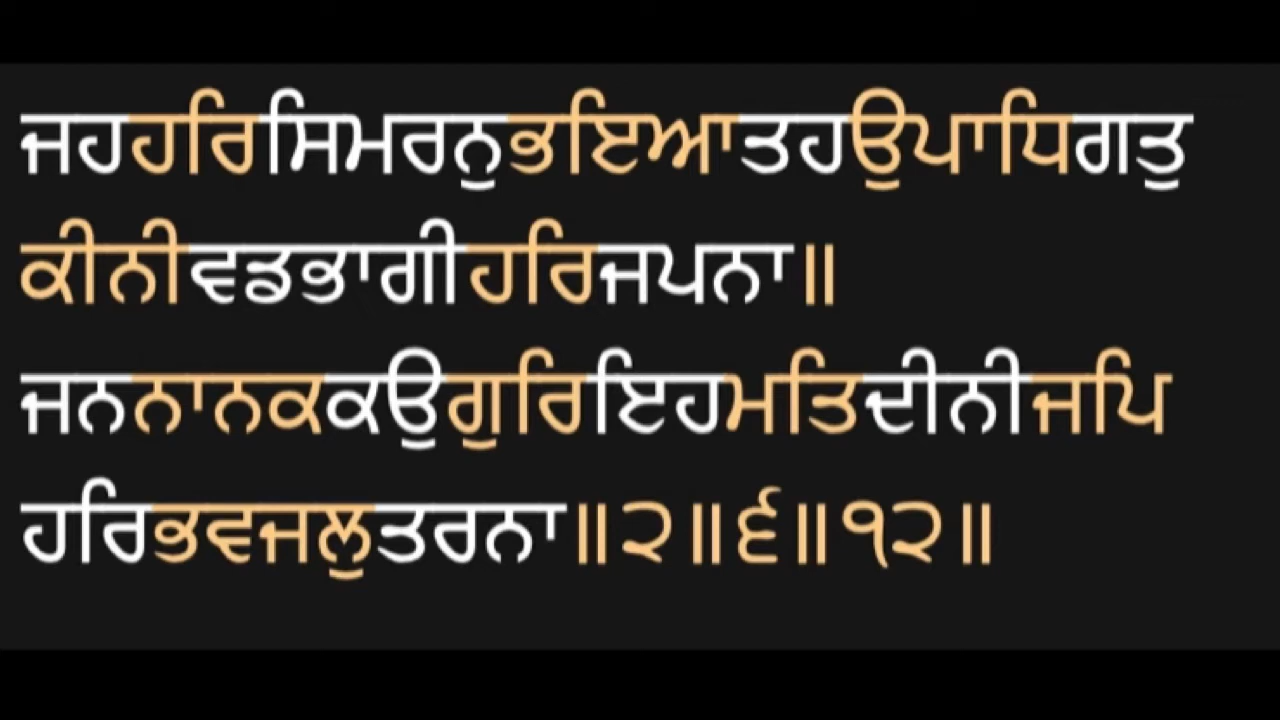 ਜਹਹਰਿਸਿਮਰਨੁਭਇਆਤਹਉਪਾਧਿਗਤੁ
ਕੀਨੀਵਡਭਾਗੀਹਰਿਜਪਨਾ॥
ਜਨਨਾਨਕਕਉਗੁਰਿਇਹਮਤਿਦੀਨੀਜਪਿ
ਹਰਿਭਵਜਲੁਤਰਨਾ॥੨॥੬॥੧੨॥